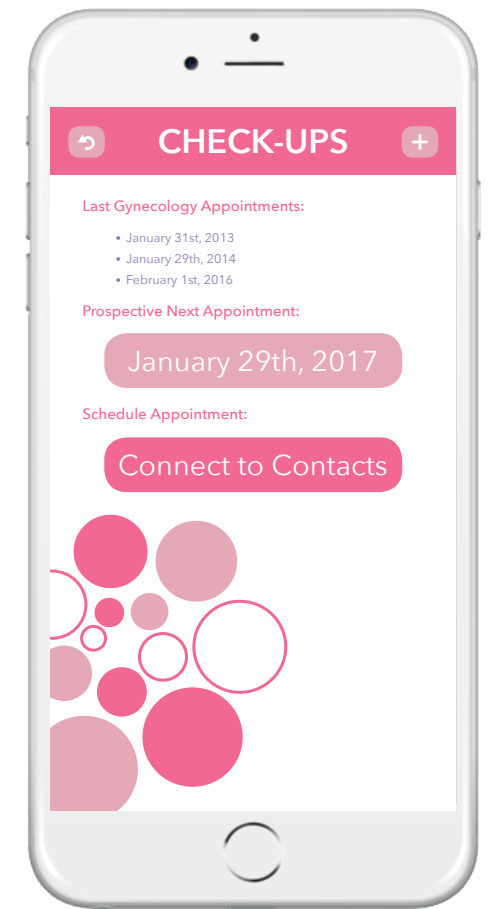 CHECK-UPS
Last Gynecology Appointments:
• January 31st, 2013
• January 29th, 2014
• February 1st, 2016
Prospective Next Appointment:
January 29th, 2017
Schedule Appointment:
Connect to Contacts